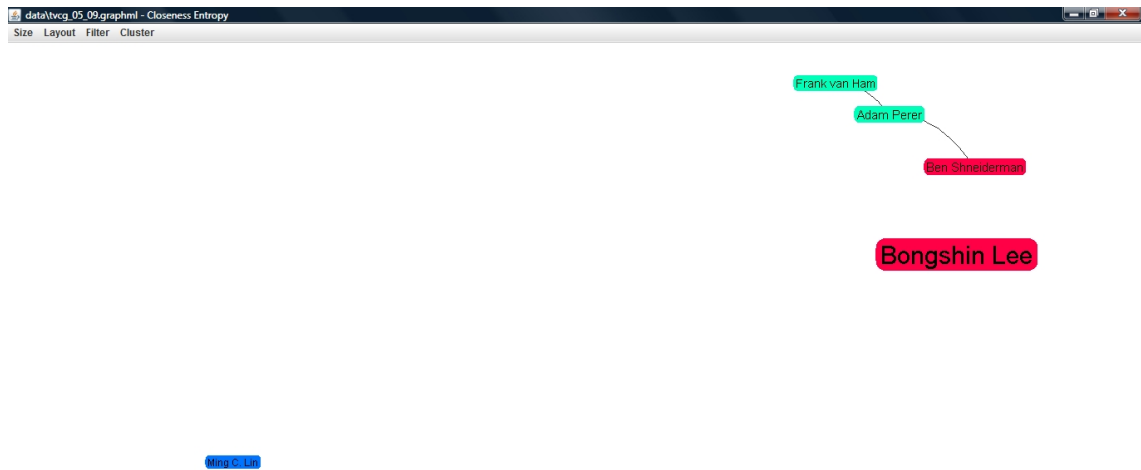 data\tvcg_05_09.graphml - Closeness Entropy
Size Layout Filter Cluster
Frank van Ham
Adam Perer
Ben Shneiderman
Bongshin Lee
Ming C. Lin